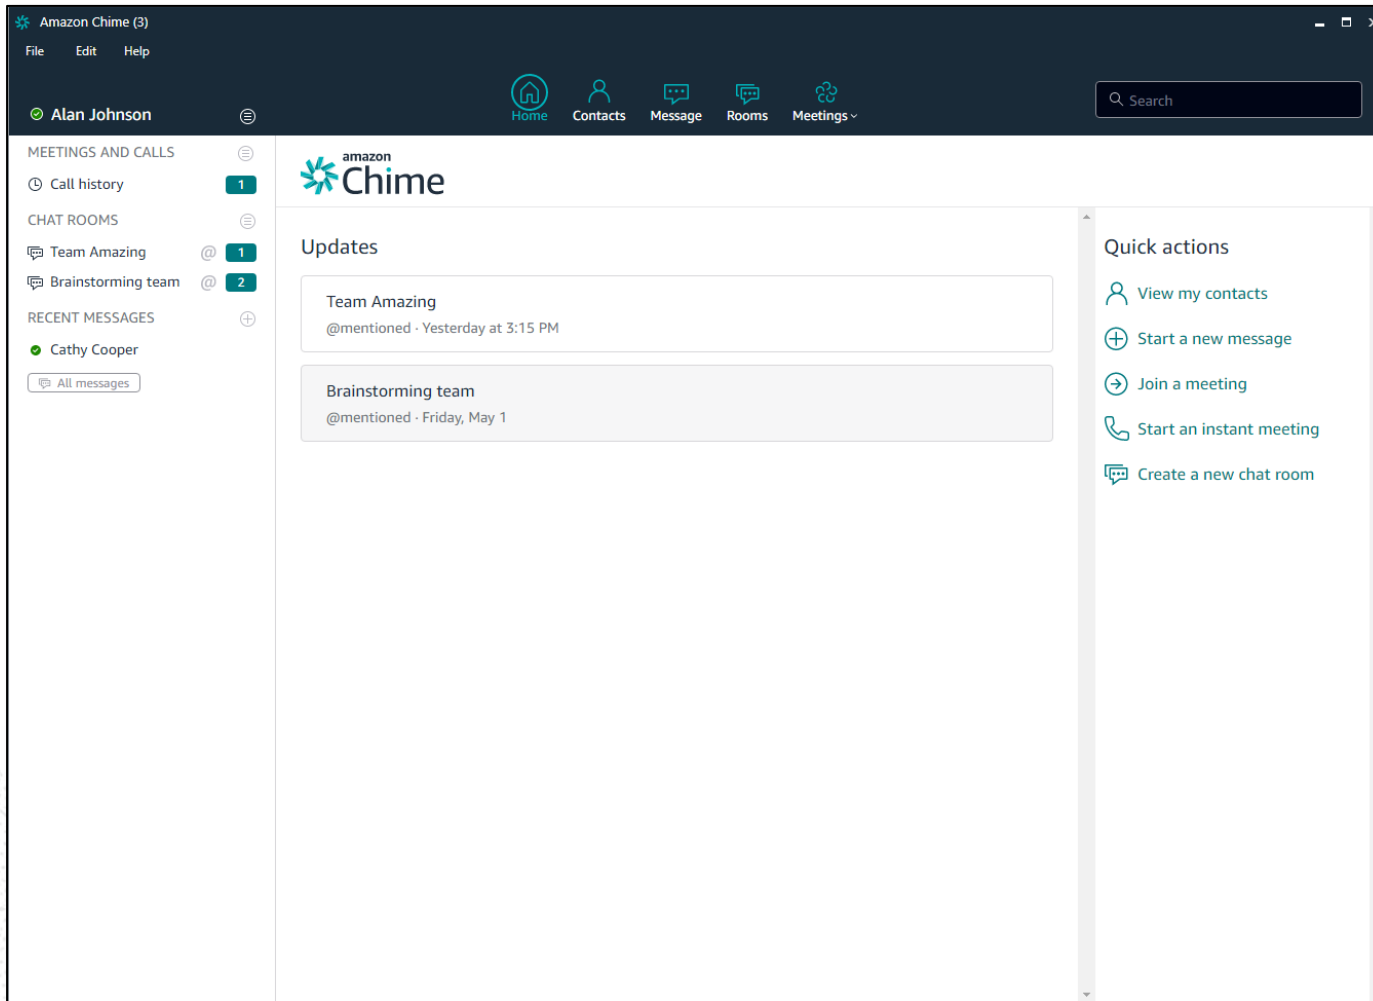 Amazon Chime (3)
File Edit Help
Alan Johnson
Home Contacts Message Rooms Meetings
Search
MEETINGS AND CALLS
Call history 1
CHAT ROOMS
Team Amazing @ 1
Brainstorming team @ 2
RECENT MESSAGES
Cathy Cooper
All messages
amazon
Chime
Updates
Team Amazing
@mentioned · Yesterday at 3:15 PM
Brainstorming team
@mentioned · Friday, May 1
Quick actions
View my contacts
Start a new message
Join a meeting
Start an instant meeting
Create a new chat room